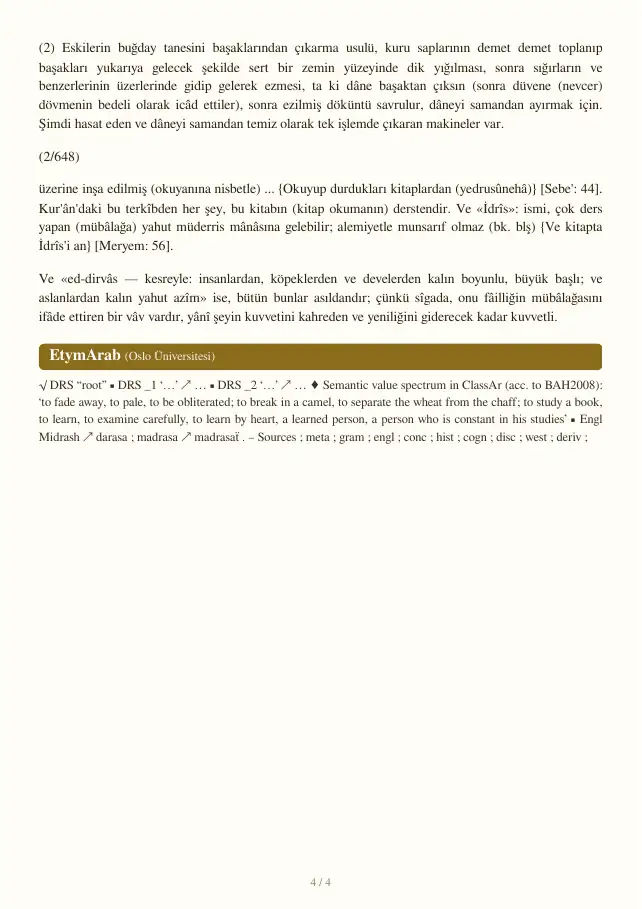 (2) Eskilerin buğday tanesini başaklarından çıkarma usulü, kuru saplarının demet demet toplanıp
başakları yukarıya gelecek şekilde sert bir zemin yüzeyinde dik yığılması, sonra sığırların ve
benzerlerinin üzerlerinde gidip gelerek ezmesi, ta ki dâne başaktan çıksın (sonra düvene (nevcer)
dövmenin bedeli olarak icâd ettiler), sonra ezilmiş döküntü savrulur, dâneyi samandan ayırmak için.
Şimdi hasat eden ve dâneyi samandan temiz olarak tek işlemde çıkaran makineler var.
(2/648)
üzerine inşa edilmiş (okuyanına nisbetle) ... {Okuyup durdukları kitaplardan (yedrusûnehâ)} [Sebe': 44].
Kur'ân'daki bu terkîbden her şey, bu kitabın (kitap okumanın) derstendir. Ve «İdrîs»: ismi, çok ders
yapan (mübâlağa) yahut müderris mânâsına gelebilir; alemiyetle munsarıf olmaz (bk. blş) {Ve kitapta
İdrîs'i an} [Meryem: 56].
Ve «ed-dirvâs — kesreyle: insanlardan, köpeklerden ve develerden kalın boyunlu, büyük başlı; ve
aslanlardan kalın yahut azîm» ise, bütün bunlar asıldandır; çünkü sîgada, onu fâilliğin mübâlağasını
ifâde ettiren bir vâv vardır, yânî şeyin kuvvetini kahreden ve yeniliğini giderecek kadar kuvvetli.
EtymArab (Oslo Üniversitesi)
√ DRS “root” ▪ DRS _1 ‘…’ ↗ … ▪ DRS _2 ‘…’ ↗ … ♦ Semantic value spectrum in ClassAr (acc. to BAH2008):
‘to fade away, to pale, to be obliterated; to break in a camel, to separate the wheat from the chaff; to study a book,
to learn, to examine carefully, to learn by heart, a learned person, a person who is constant in his studies’ ▪ Engl
Midrash ↗ darasa ; madrasa ↗ madrasaẗ . – Sources ; meta ; gram ; engl ; conc ; hist ; cogn ; disc ; west ; deriv ;
4 / 4